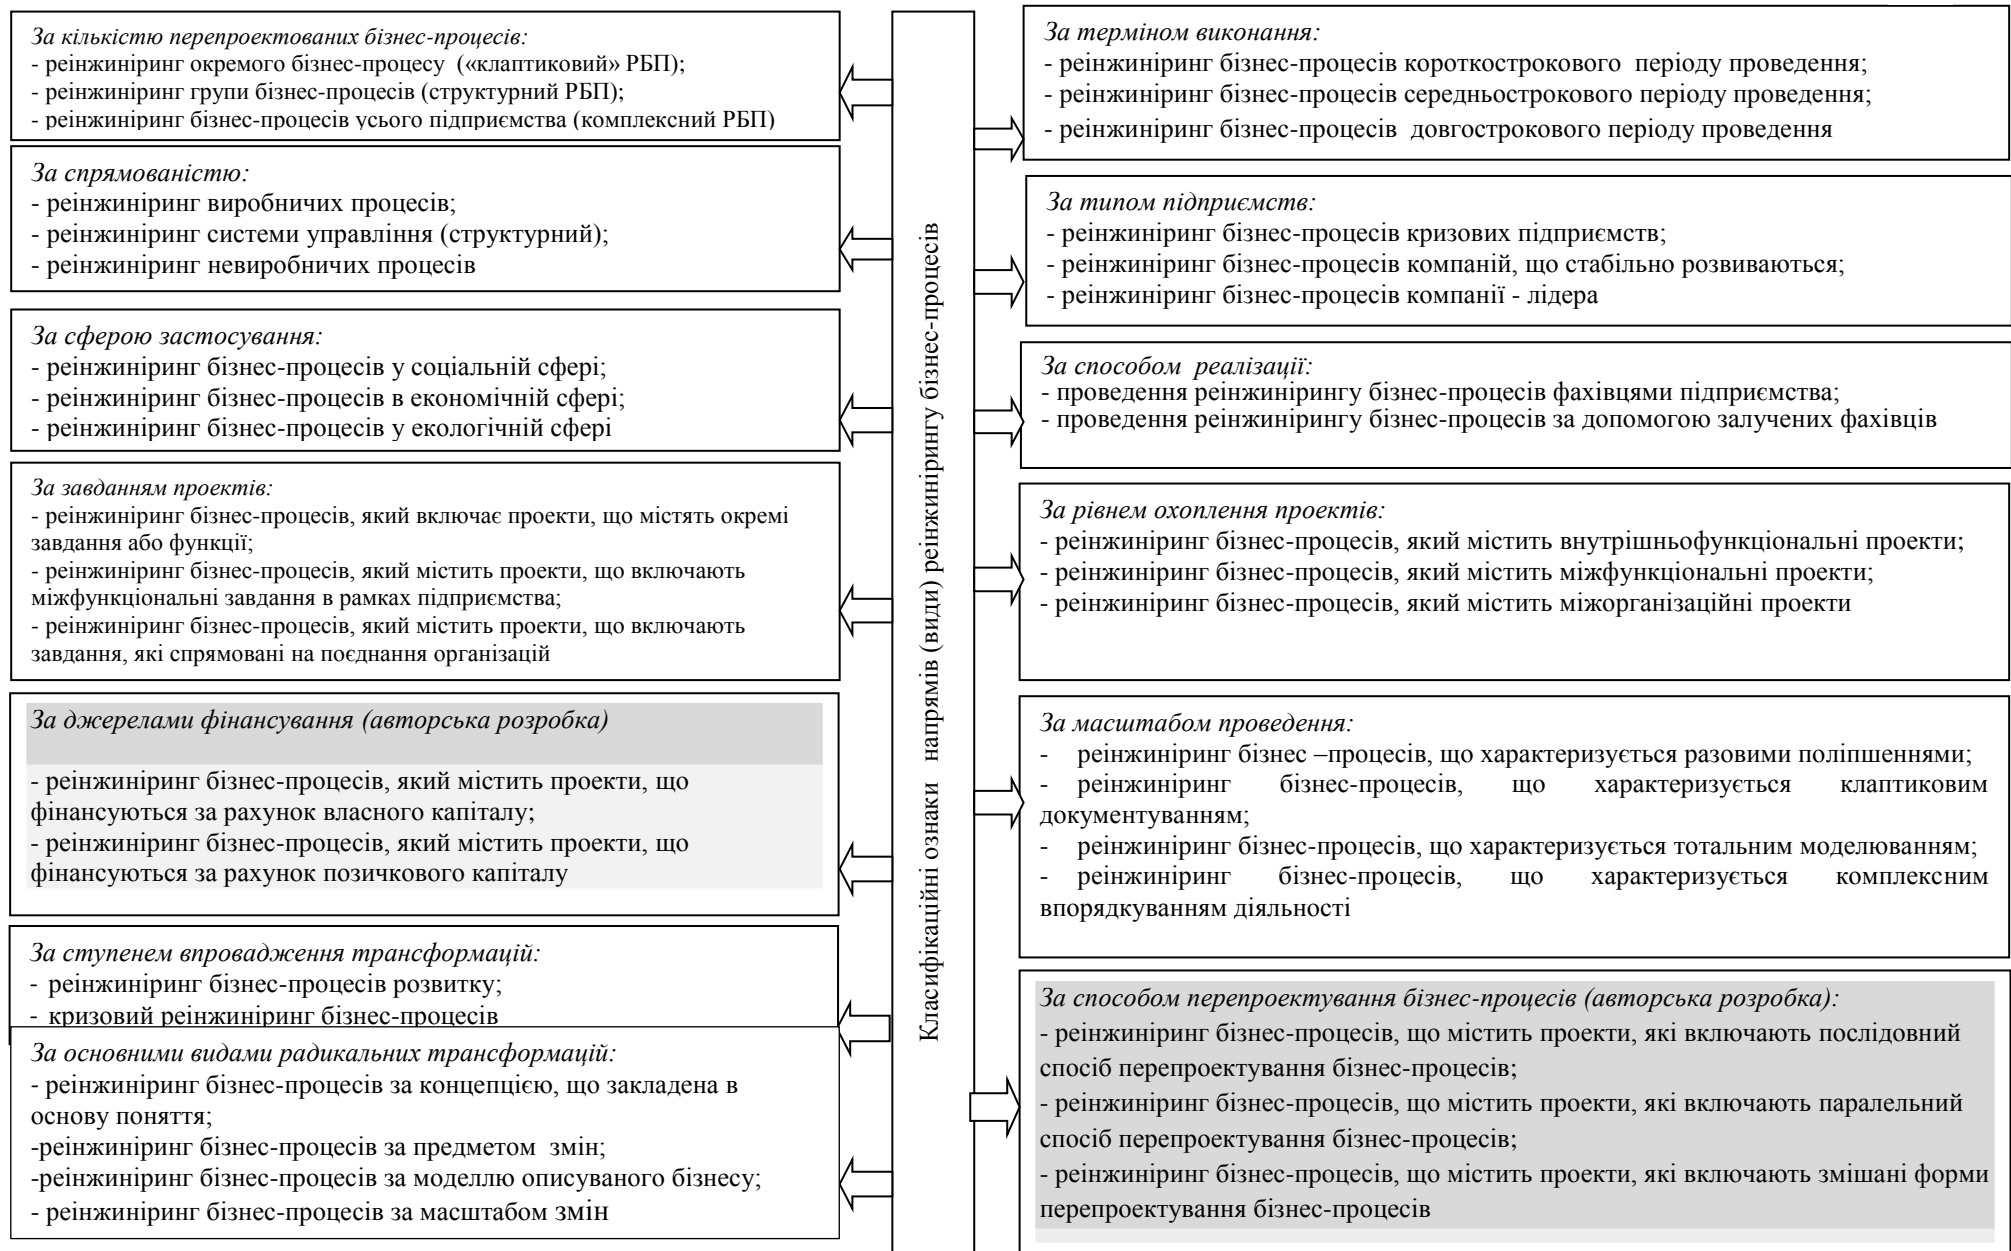 За кількістю перепроектованих бізнес-процесів:
- реінжиніринг окремого бізнес-процесу («клаптиковий» РБП);
- реінжиніринг групи бізнес-процесів (структурний РБП);
- реінжиніринг бізнес-процесів усього підприємства (комплексний РБП)
За спрямованістю:
- реінжиніринг виробничих процесів;
- реінжиніринг системи управління (структурний);
- реінжиніринг невиробничих процесів
За сферою застосування:
- реінжиніринг бізнес-процесів у соціальній сфері;
- реінжиніринг бізнес-процесів в економічній сфері;
- реінжиніринг бізнес-процесів у екологічній сфері
За завданням проектів:
- реінжиніринг бізнес-процесів, який включає проекти, що містять окремі
завдання або функції;
- реінжиніринг бізнес-процесів, який містить проекти, що включають
міжфункціональні завдання в рамках підприємства;
- реінжиніринг бізнес-процесів, який містить проекти, що включають
завдання, які спрямовані на поєднання організацій
За джерелами фінансування (авторська розробка)
- реінжиніринг бізнес-процесів, який містить проекти, що
фінансуються за рахунок власного капіталу;
- реінжиніринг бізнес-процесів, який містить проекти, що
фінансуються за рахунок позичкового капіталу
За ступенем впровадження трансформацій:
- реінжиніринг бізнес-процесів розвитку;
- кризовий реінжиніринг бізнес-процесів
За основними видами радикальних трансформацій:
- реінжиніринг бізнес-процесів за концепцією, що закладена в
основу поняття;
-реінжиніринг бізнес-процесів за предметом змін;
-реінжиніринг бізнес-процесів за моделлю описуваного бізнесу;
- реінжиніринг бізнес-процесів за масштабом змін
Класифікаційні ознаки напрямів (види) реінжинірингу бізнес-процесів
За терміном виконання:
- реінжиніринг бізнес-процесів короткострокового періоду проведення;
- реінжиніринг бізнес-процесів середньострокового періоду проведення;
- реінжиніринг бізнес-процесів довгострокового періоду проведення
За типом підприємств:
- реінжиніринг бізнес-процесів кризових підприємств;
- реінжиніринг бізнес-процесів компаній, що стабільно розвиваються;
- реінжиніринг бізнес-процесів компанії - лідера
За способом реалізації:
- проведення реінжинірингу бізнес-процесів фахівцями підприємства;
- проведення реінжинірингу бізнес-процесів за допомогою залучених фахівців
За рівнем охоплення проектів:
- реінжиніринг бізнес-процесів, який містить внутрішньофункціональні проекти;
- реінжиніринг бізнес-процесів, який містить міжфункціональні проекти;
- реінжиніринг бізнес-процесів, який містить міжорганізаційні проекти
За масштабом проведення:
- реінжиніринг бізнес –процесів, що характеризується разовими поліпшеннями;
- реінжиніринг бізнес-процесів, що характеризується клаптиковим
документуванням;
- реінжиніринг бізнес-процесів, що характеризується тотальним моделюванням;
- реінжиніринг бізнес-процесів, що характеризується комплексним
впорядкуванням діяльності
За способом перепроектування бізнес-процесів (авторська розробка):
- реінжиніринг бізнес-процесів, що містить проекти, які включають послідовний
спосіб перепроектування бізнес-процесів;
- реінжиніринг бізнес-процесів, що містить проекти, які включають паралельний
спосіб перепроектування бізнес-процесів;
- реінжиніринг бізнес-процесів, що містить проекти, які включають змішані форми
перепроектування бізнес-процесів